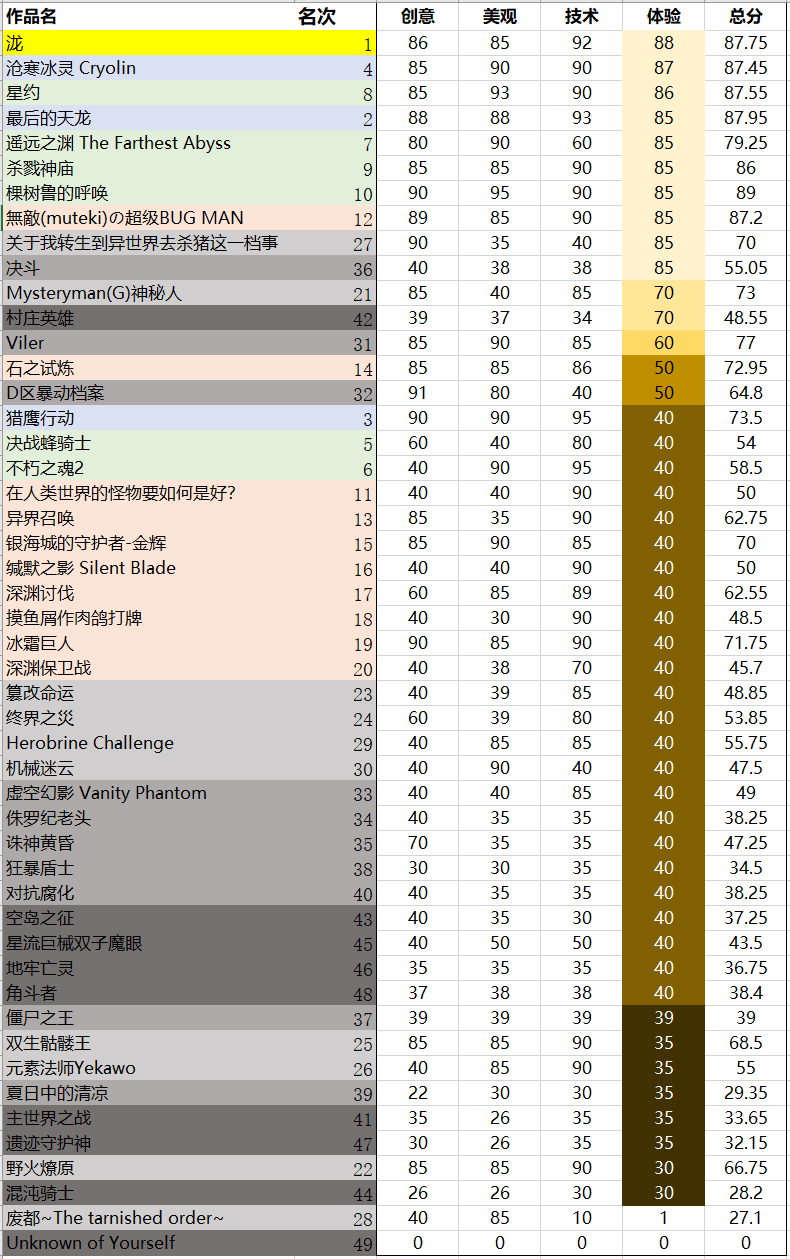 作品名 名次 创意 美观 技术 体验 总分
泷 1 86 85 92 88 87.75
沧寒冰灵 Cryolin 4 85 90 90 87 87.45
星约 8 85 93 90 86 87.55
最后的天龙 2 88 88 93 85 87.95
遥远之渊 The Farthest Abyss 7 80 90 60 85 79.25
杀戮神庙 9 85 85 90 85 86
棵树鲁的呼唤 10 90 95 90 85 89
無敵(muteki)の超级BUG MAN 12 89 85 90 85 87.2
关于我转生到异世界去杀猪这一档事 27 90 35 40 85 70
决斗 36 40 38 38 85 55.05
Mysteryman(G)神秘人 21 85 40 85 70 73
村庄英雄 42 39 37 34 70 48.55
Viler 31 85 90 85 60 77
石之试炼 14 85 85 86 50 72.95
D区暴动档案 32 91 80 40 50 64.8
猎鹰行动 3 90 90 95 40 73.5
决战蜂骑士 5 60 40 80 40 54
不朽之魂2 6 40 90 95 40 58.5
在人类世界的怪物要如何是好? 11 40 40 90 40 50
异界召唤 13 85 35 90 40 62.75
银海城的守护者-金辉 15 85 90 85 40 70
缄默之影 Silent Blade 16 40 40 90 40 50
深渊讨伐 17 60 85 89 40 62.55
摸鱼屑作肉鸽打牌 18 40 30 90 40 48.5
冰霜巨人 19 90 85 90 40 71.75
深渊保卫战 20 40 38 70 40 45.7
篡改命运 23 40 39 85 40 48.85
终界之災 24 60 39 80 40 53.85
Herobrine Challenge 29 40 85 85 40 55.75
机械迷云 30 40 90 40 40 47.5
虚空幻影 Vanity Phantom 33 40 40 85 40 49
侏罗纪老头 34 40 35 35 40 38.25
诛神黄昏 35 70 35 35 40 47.25
狂暴盾士 38 30 30 35 40 34.5
对抗腐化 40 40 35 35 40 38.25
空岛之征 43 40 35 30 40 37.25
星流巨械双子魔眼 45 40 50 50 40 43.5
地牢亡灵 46 35 35 35 40 36.75
角斗者 48 37 38 38 40 38.4
僵尸之王 37 39 39 39 39 39
双生骷髅王 25 85 85 90 35 68.5
元素法师Yekawo 26 40 85 90 35 55
夏日中的清凉 39 22 30 30 35 29.35
主世界之战 41 35 26 35 35 33.65
遗迹守护神 47 30 26 35 35 32.15
野火燎原 22 85 85 90 30 66.75
混沌骑士 44 26 26 30 30 28.2
废都~The tarnished order~ 28 40 85 10 1 27.1
Unknown of Yourself 49 0 0 0 0 0